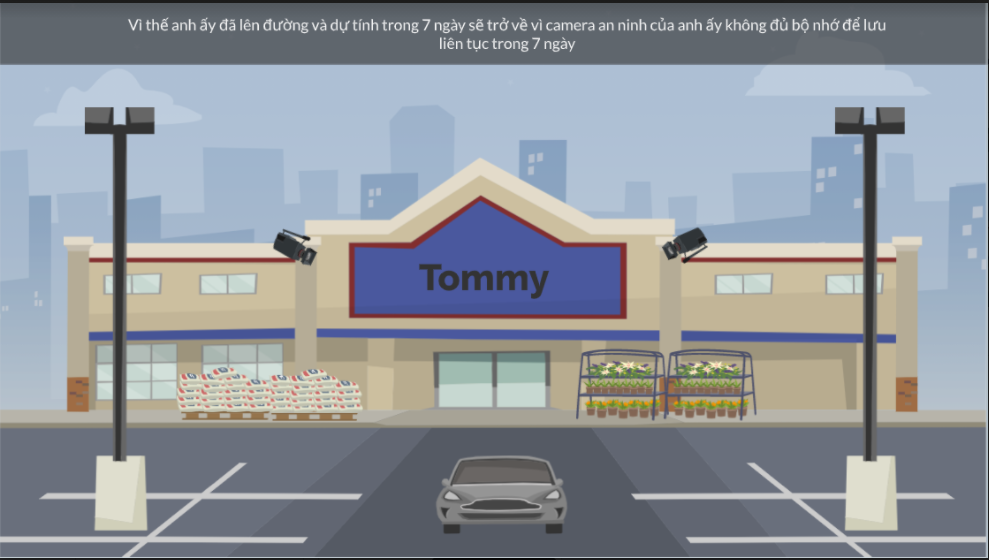 Vì thế anh ấy đã lên đường và dự tính trong 7 ngày sẽ trở về vì camera an ninh của anh ấy không đủ bộ nhớ để lưu
liên tục trong 7 ngày
Tommy